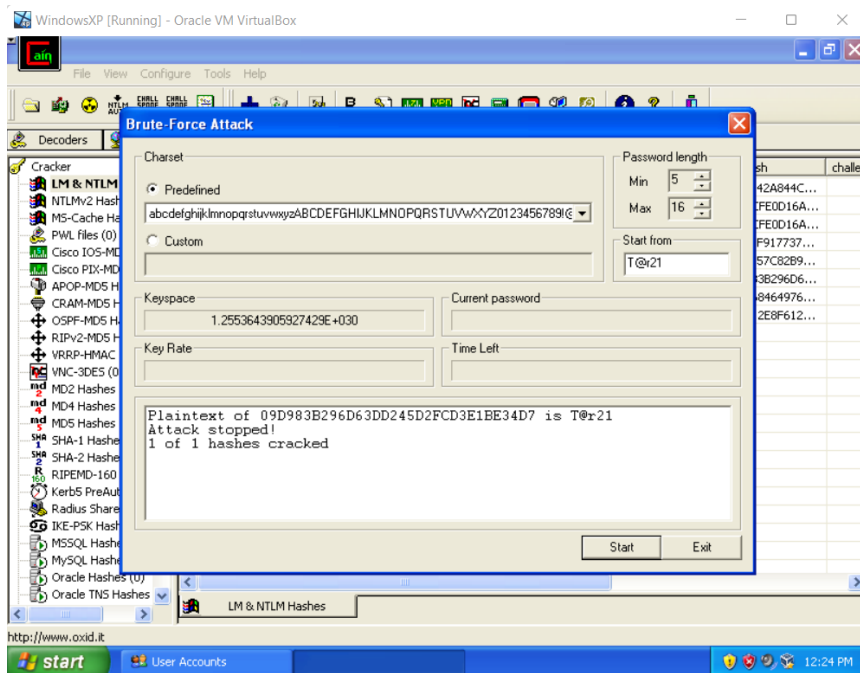 WindowsXP [Running] - Oracle VM VirtualBox
Cain
File View Configure Tools Help
Decoders
Brute-Force Attack
Charset
Predefined
abcdefghijklmnopqrstuvwxyzABCDEFGHIJKLMNOPQRSTUVWXYZ0123456789!@
Custom
Password length
Min 5
Max 16
Start from
T@r21
Keyspace
1.2553643905927429E+030
Current password
Key Rate
Time Left
Plaintext of 09D983B296D63DD245D2FCD3E1BE34D7 is T@r21
Attack stopped!
1 of 1 hashes cracked
Start Exit
Cracker
LM & NTLM
NTLMv2 Hash
MS-Cache Ha
PWL files (0)
Cisco IOS-MD
Cisco PIX-MD
APOP-MD5 H
CRAM-MD5 H
OSPF-MD5 H
RIPv2-MD5 H
VRRP-HMAC
VNC-3DES (0
MD2 Hashes
MD4 Hashes
MD5 Hashes
SHA-1 Hashe
SHA-2 Hashe
RIPEMD-160
Kerb5 PreAut
Radius Share
IKE-PSK Hash
MSSQL Hashe
MySQL Hashe
Oracle Hashes (0)
Oracle TNS Hashes
sh challe
42A844C...
FE0D16A...
FE0D16A...
F917737...
57C82B9...
3B296D6...
8464976...
2E8F612...
LM & NTLM Hashes
http://www.oxid.it
start User Accounts 12:24 PM